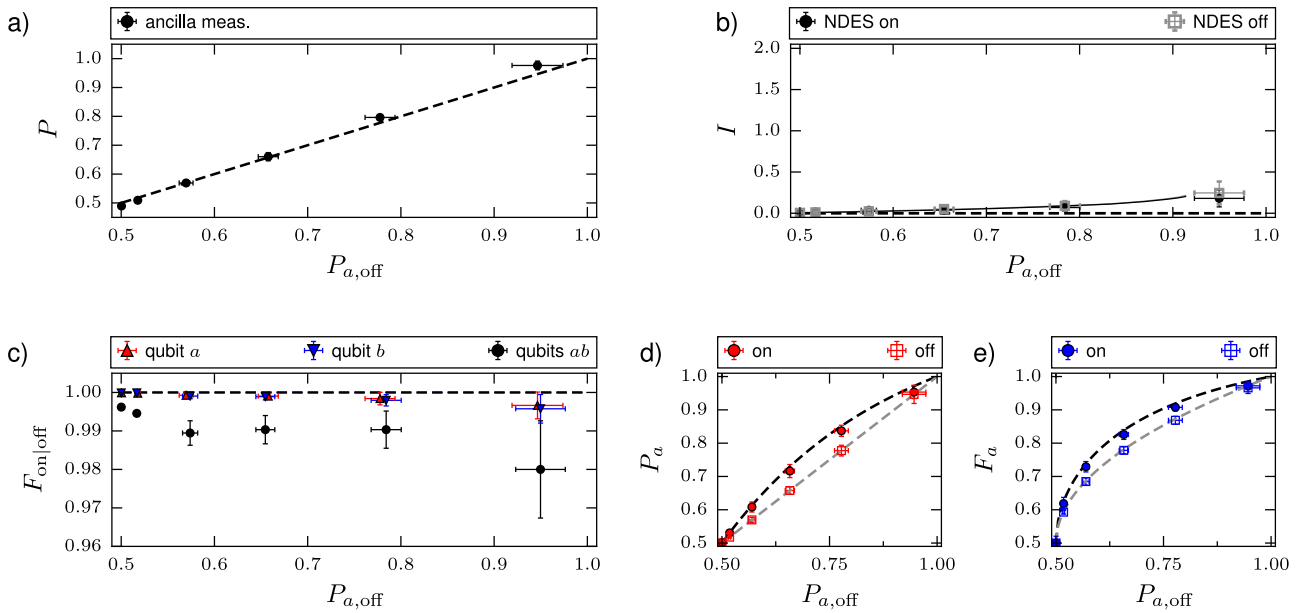 a)
ancilla meas.
1.0
0.9
0.8
0.7
0.6
0.5
P
0.5 0.6 0.7 0.8 0.9 1.0
P_{a,off}
b)
NDES on NDES off
2.0
1.5
1.0
0.5
0.0
I
0.5 0.6 0.7 0.8 0.9 1.0
P_{a,off}
c)
qubit a qubit b qubits ab
1.00
0.99
0.98
0.97
0.96
F_{on|off}
0.5 0.6 0.7 0.8 0.9 1.0
P_{a,off}
d)
on off
1.0
0.9
0.8
0.7
0.6
0.5
P_a
0.50 0.75 1.00
P_{a,off}
e)
on off
1.0
0.9
0.8
0.7
0.6
0.5
F_a
0.50 0.75 1.00
P_{a,off}